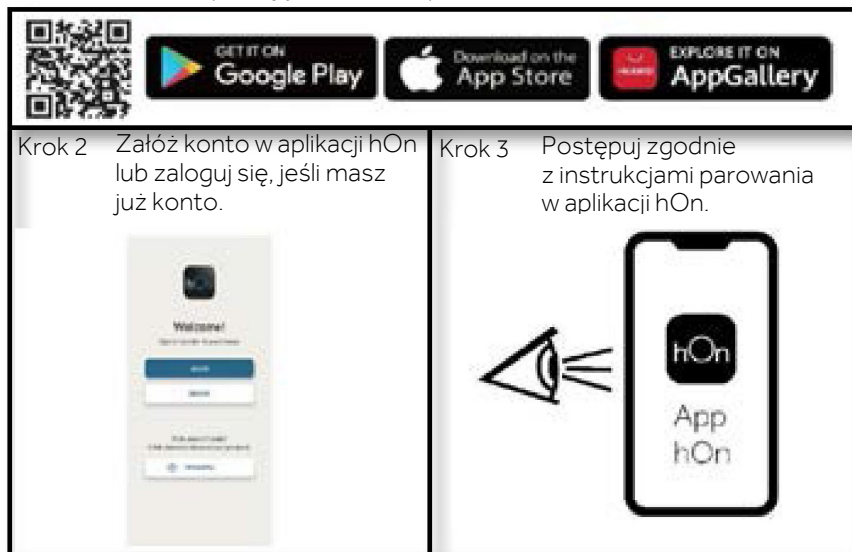 GET IT ON
Google Play
Download on the
App Store
EXPLORE IT ON
AppGallery
Krok 2
Załóż konto w aplikacji hOn
lub zaloguj się, jeśli masz
już konto.
Krok 3
Postępuj zgodnie
z instrukcjami parowania
w aplikacji hOn.
Welcome!
hOn
App
hOn